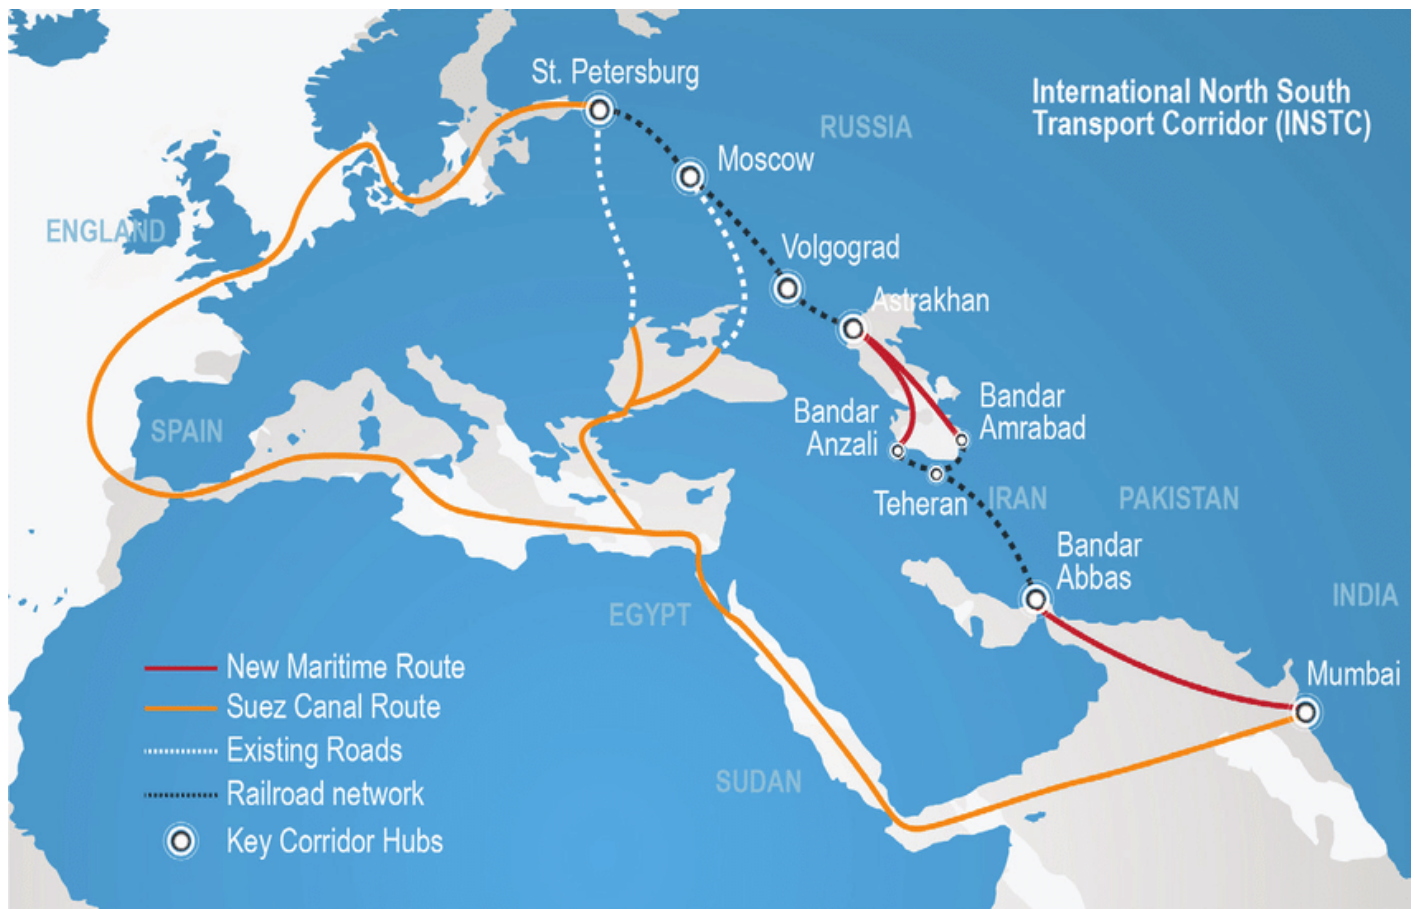 St. Petersburg
International North South
Transport Corridor (INSTC)
RUSSIA
Moscow
ENGLAND
Volgograd
Astrakhan
Bandar
Amrabad
Bandar
Anzali
SPAIN
Teheran
IRAN
PAKISTAN
Bandar
Abbas
INDIA
EGYPT
Mumbai
SUDAN
New Maritime Route
Suez Canal Route
Existing Roads
Railroad network
Key Corridor Hubs